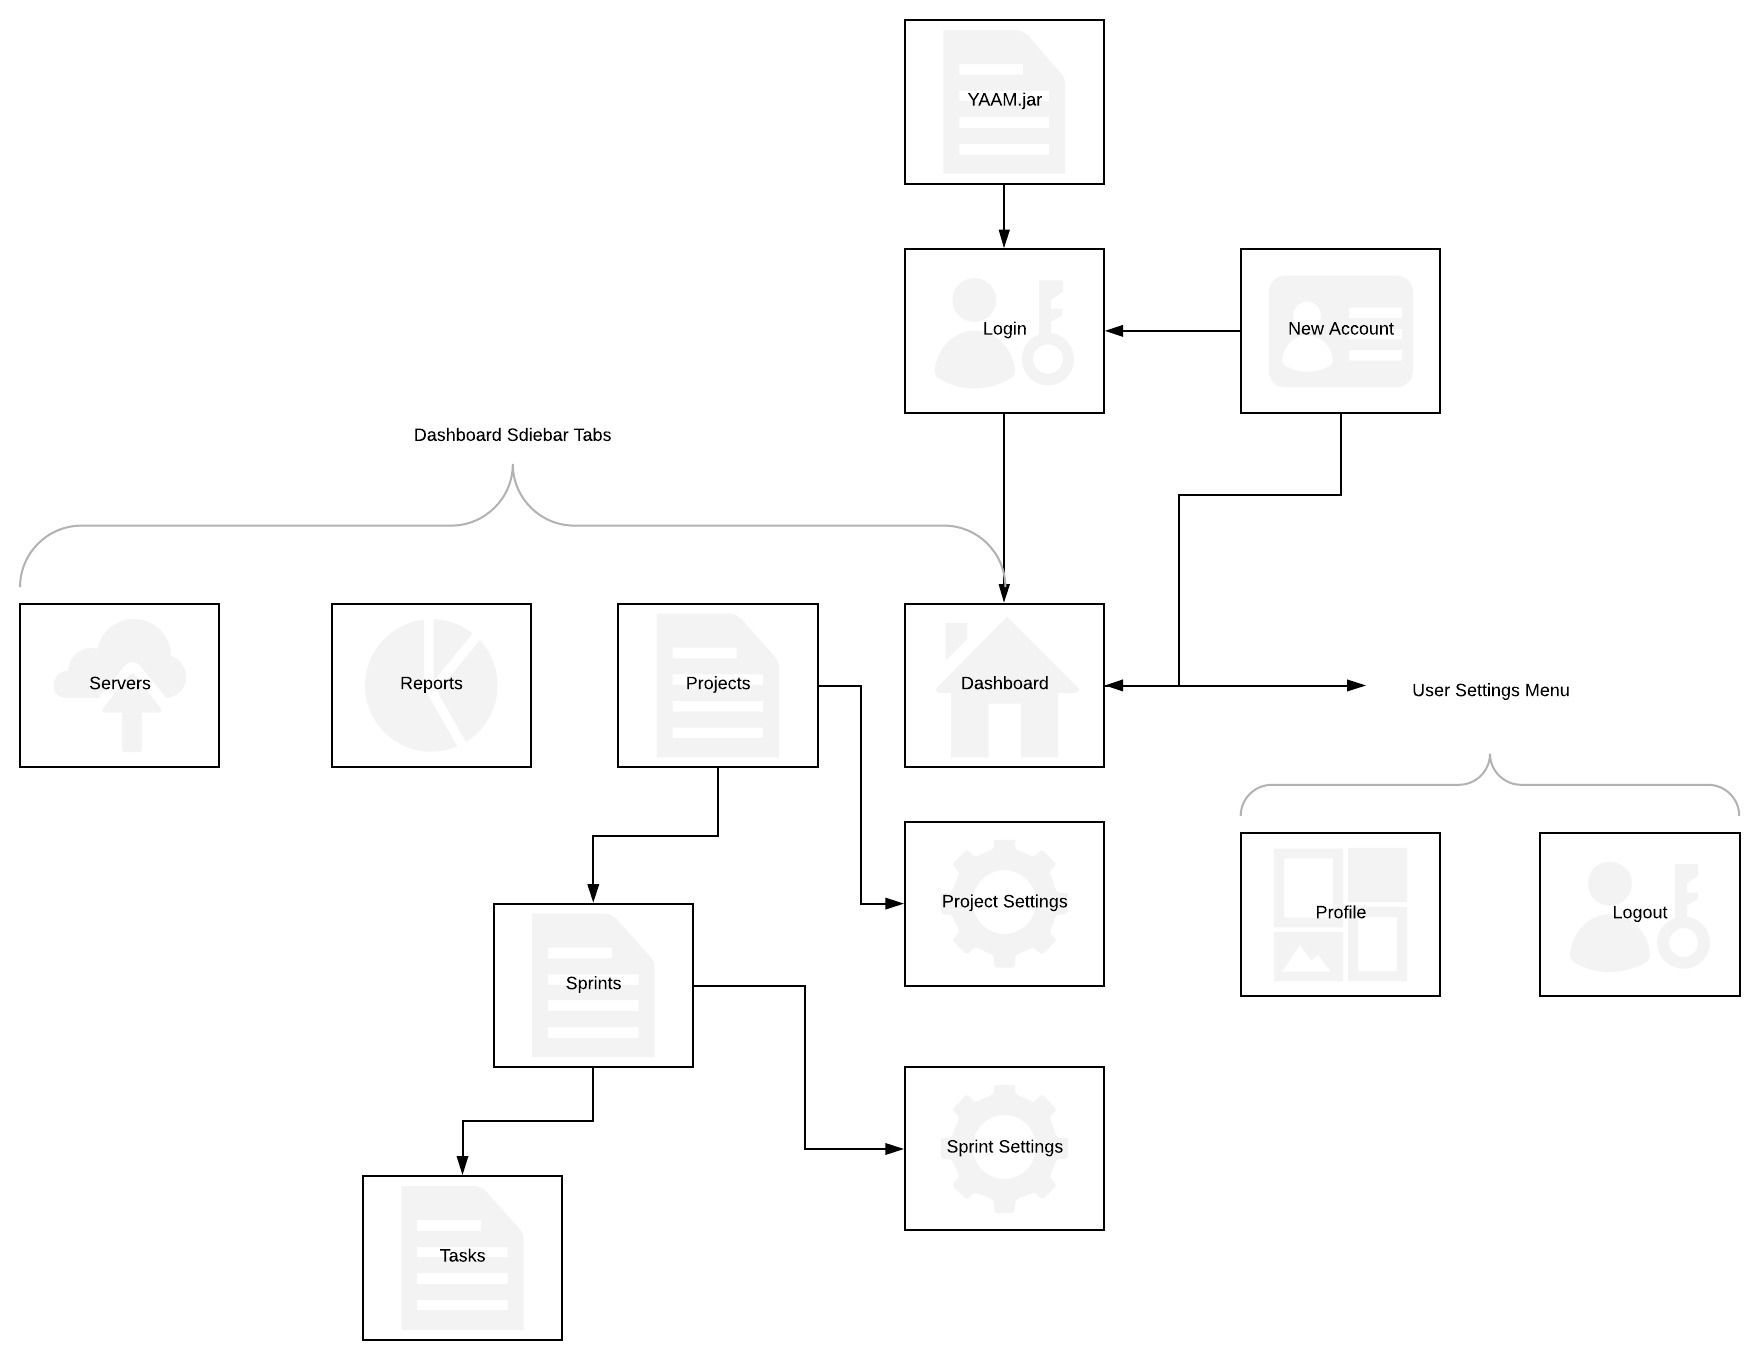 YAAM.jar
Login
New Account
Dashboard Sdiebar Tabs
Servers
Reports
Projects
Dashboard
User Settings Menu
Project Settings
Profile
Logout
Sprints
Sprint Settings
Tasks